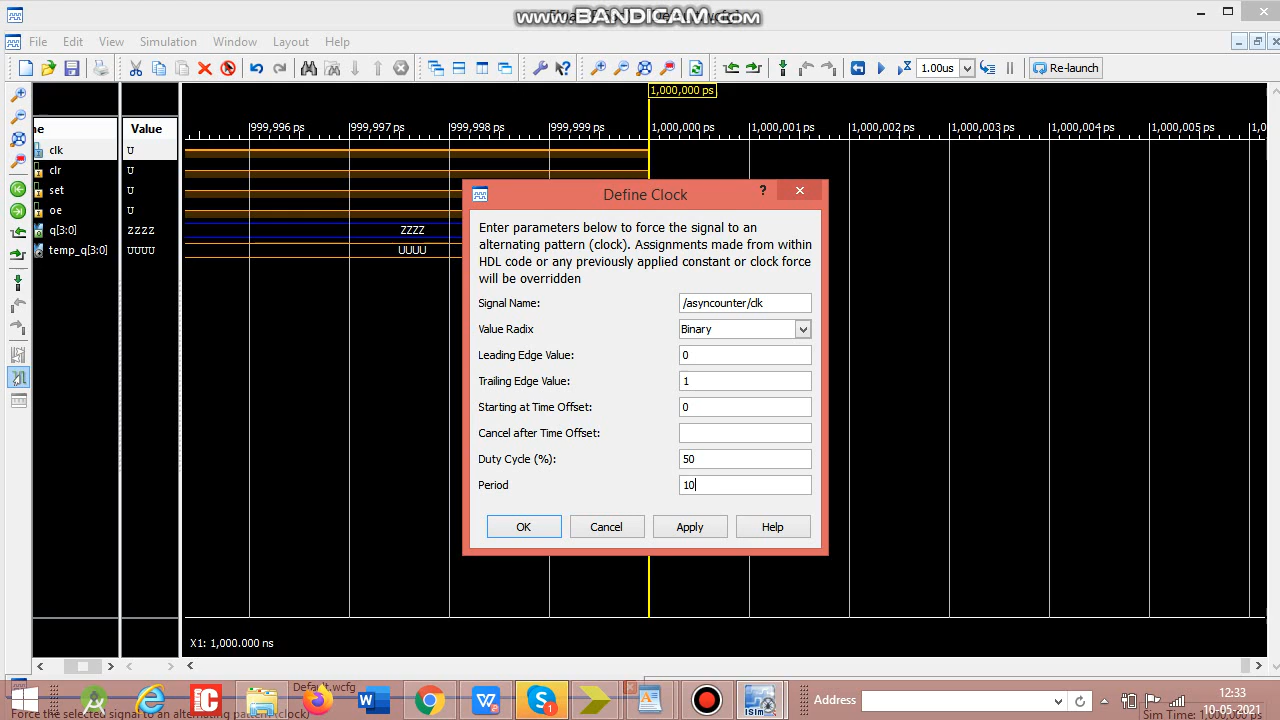 www.BANDICAM.com
File Edit View Simulation Window Layout Help
1.00us Re-launch
1,000,000 ps
Value
999,996 ps 999,997 ps 999,998 ps 999,999 ps 1,000,000 ps 1,000,001 ps 1,000,002 ps 1,000,003 ps 1,000,004 ps 1,000,005 ps
clk U
clr U
set U
oe U
q[3:0] ZZZZ ZZZZ
temp_q[3:0] UUUU UUUU
Define Clock
Enter parameters below to force the signal to an
alternating pattern (clock). Assignments made from within
HDL code or any previously applied constant or clock force
will be overridden
Signal Name: /asyncounter/clk
Value Radix Binary
Leading Edge Value: 0
Trailing Edge Value: 1
Starting at Time Offset: 0
Cancel after Time Offset:
Duty Cycle (%): 50
Period 10
OK Cancel Apply Help
X1: 1,000.000 ns
Default.wcfg
Address
12:33
10-05-2021
Force the selected signal to an alternating pattern (clock)
Sim Time: 1,000,000 ps